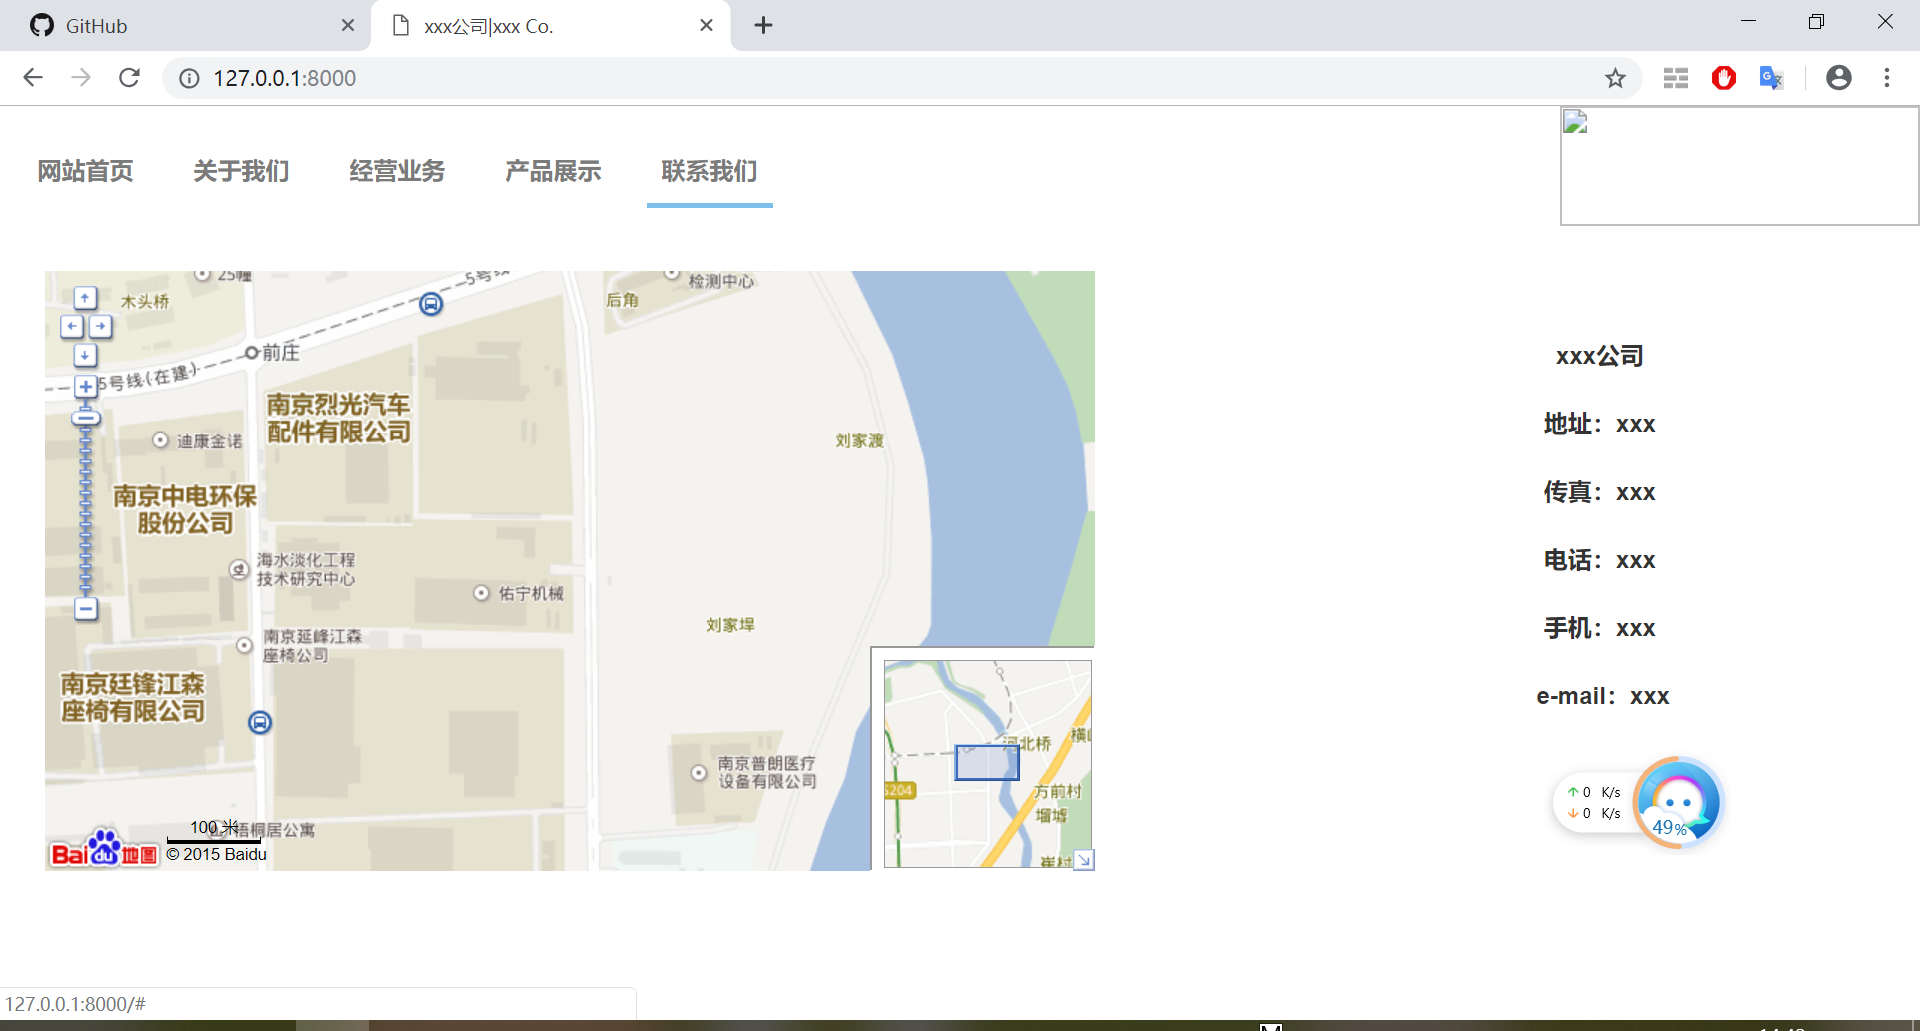 GitHub
xxx公司|xxx Co.
127.0.0.1:8000
网站首页
关于我们
经营业务
产品展示
联系我们
25幢
5号线
检测中心
木头桥
后角
前庄
5号线(在建)
南京烈光汽车
配件有限公司
迪康金诺
刘家渡
南京中电环保
股份公司
海水淡化工程
技术研究中心
佑宁机械
刘家埠
南京延峰江森
座椅公司
南京廷锋江森
座椅有限公司
南京普朗医疗
设备有限公司
100 米
梧桐居公寓
Bai du 地图
© 2015 Baidu
河北桥
S204
方前村
塯墟
崔村
xxx公司
地址：xxx
传真：xxx
电话：xxx
手机：xxx
e-mail：xxx
↑ 0 K/s
↓ 0 K/s
49%
127.0.0.1:8000/#